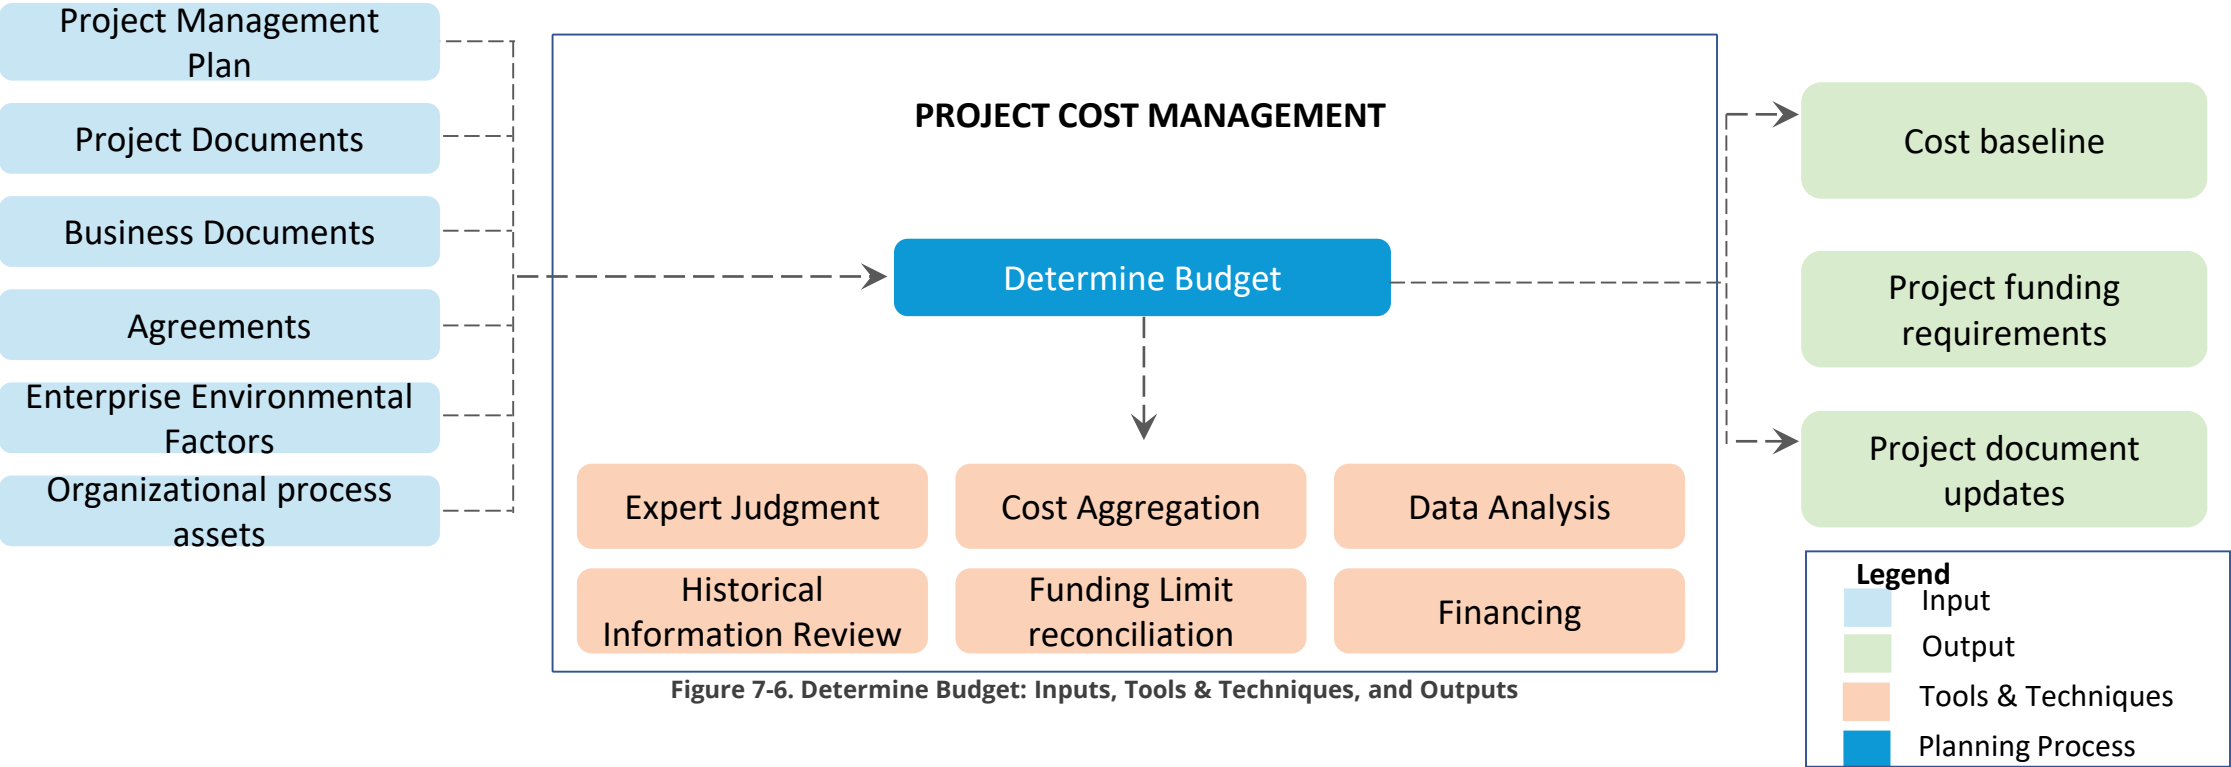 Project Management
Plan
Project Documents
Business Documents
Agreements
Enterprise Environmental
Factors
Organizational process
assets
PROJECT COST MANAGEMENT
Determine Budget
Expert Judgment
Cost Aggregation
Data Analysis
Historical
Information Review
Funding Limit
reconciliation
Financing
Cost baseline
Project funding
requirements
Project document
updates
Legend
Input
Output
Tools & Techniques
Planning Process
Figure 7-6. Determine Budget: Inputs, Tools & Techniques, and Outputs